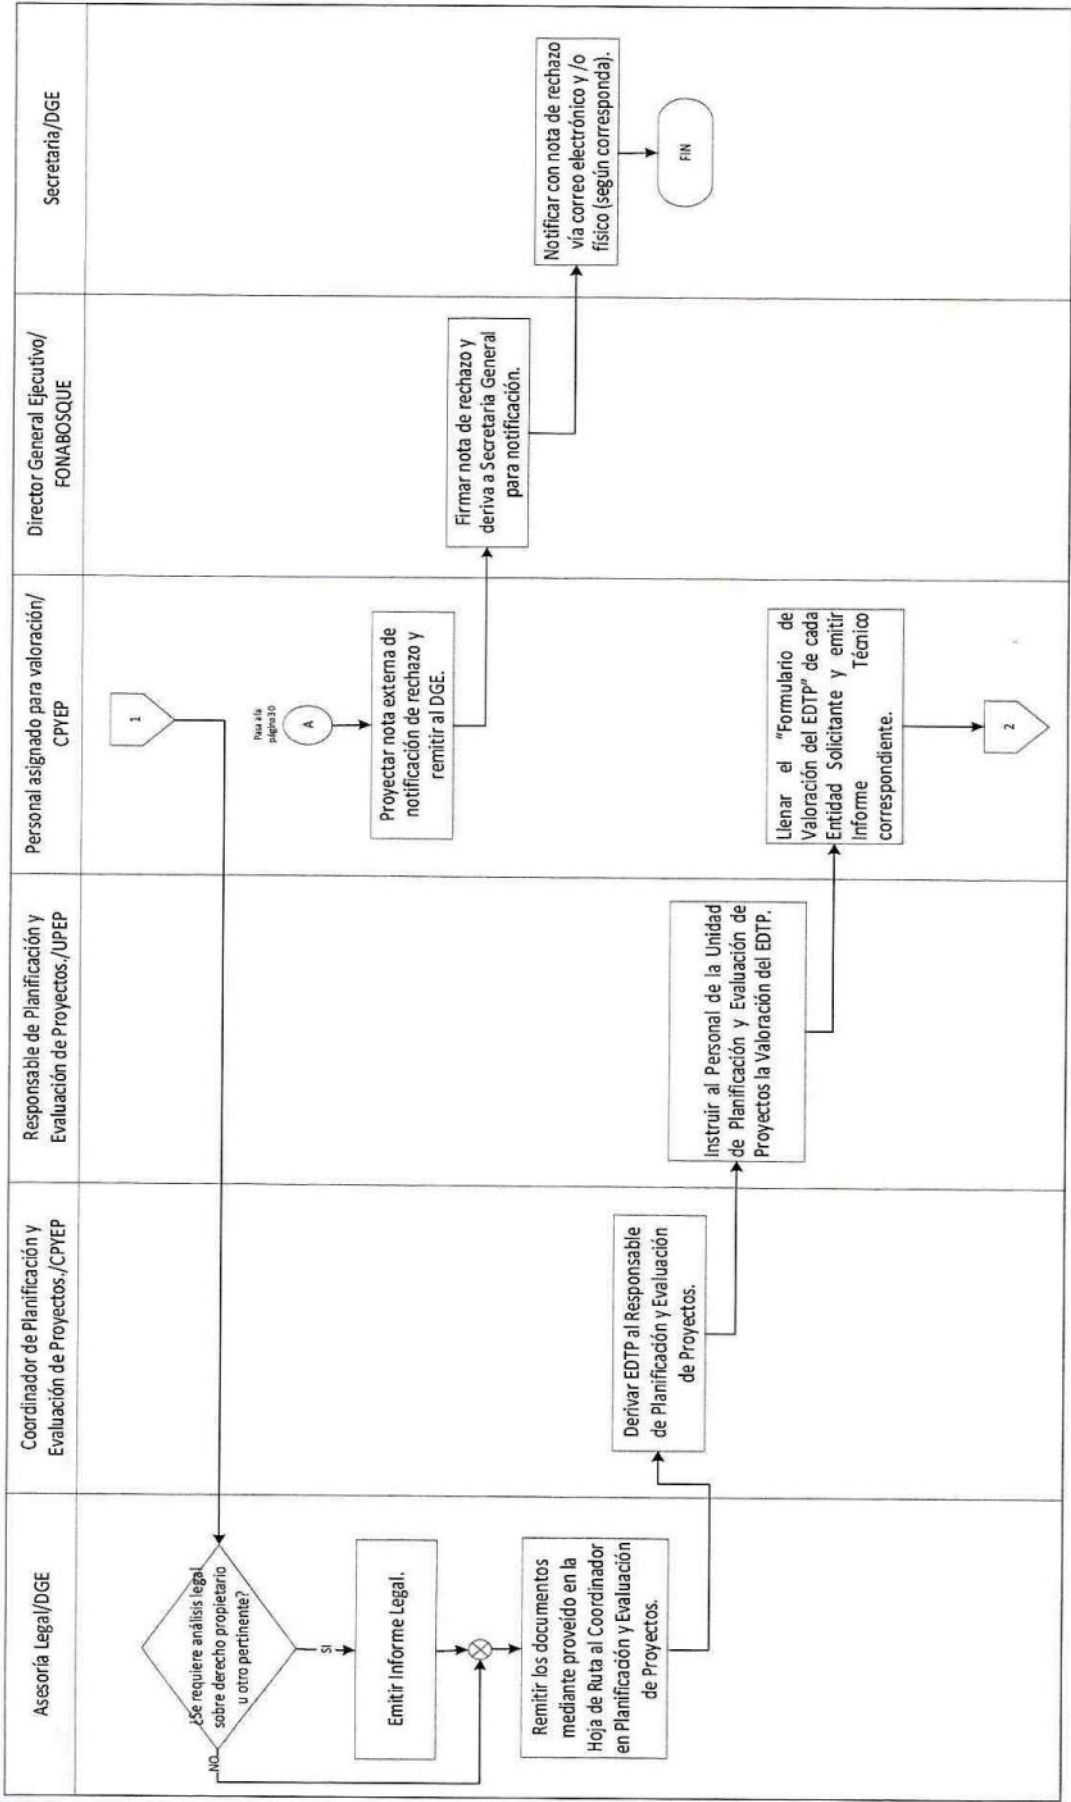 Asesoría Legal/DGE
Coordinador de Planificación y
Evaluación de Proyectos./CPYEP
Responsable de Planificación y
Evaluación de Proyectos./UPEP
Personal asignado para valoración/
CPYEP
Director General Ejecutivo/
FONABOSQUE
Secretaria/DGE
1
¿Se requiere análisis legal
sobre derecho propietario
u otro pertinente?
SI
NO
Emitir Informe Legal.
Remitir los documentos
mediante proveído en la
Hoja de Ruta al Coordinador
en Planificación y Evaluación
de Proyectos.
Derivar EDTP al Responsable
de Planificación y Evaluación
de Proyectos.
Instruir al Personal de la Unidad
de Planificación y Evaluación de
Proyectos la Valoración del EDTP.
Llenar el "Formulario de
Valoración del EDTP" de cada
Entidad Solicitante y emitir
Informe Técnico
correspondiente.
2
Pasa a la
página30
A
Proyectar nota externa de
notificación de rechazo y
remitir al DGE.
Firmar nota de rechazo y
deriva a Secretaria General
para notificación.
Notificar con nota de rechazo
vía correo electrónico y /o
físico (según corresponda).
FIN